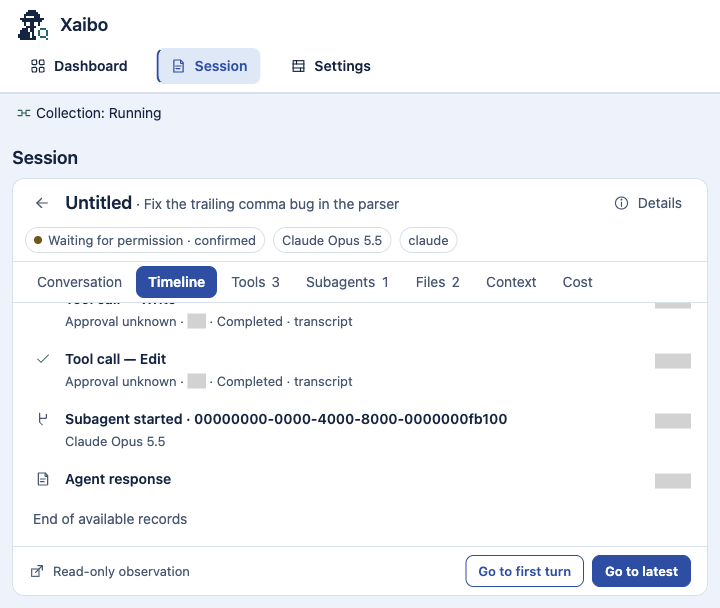 Xaibo
Dashboard
Session
Settings
Collection: Running
Session
Untitled · Fix the trailing comma bug in the parser
Details
Waiting for permission · confirmed
Claude Opus 5.5
claude
Conversation
Timeline
Tools 3
Subagents 1
Files 2
Context
Cost
Approval unknown · · Completed · transcript
Tool call — Edit
Approval unknown · · Completed · transcript
Subagent started · 00000000-0000-4000-8000-0000000fb100
Claude Opus 5.5
Agent response
End of available records
Read-only observation
Go to first turn
Go to latest